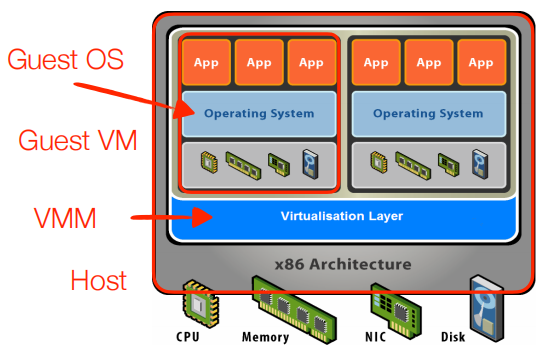 Guest OS
Guest VM
VMM
Host
App App App
App App App
Operating System
Operating System
Virtualisation Layer
x86 Architecture
CPU
Memory
NIC
Disk